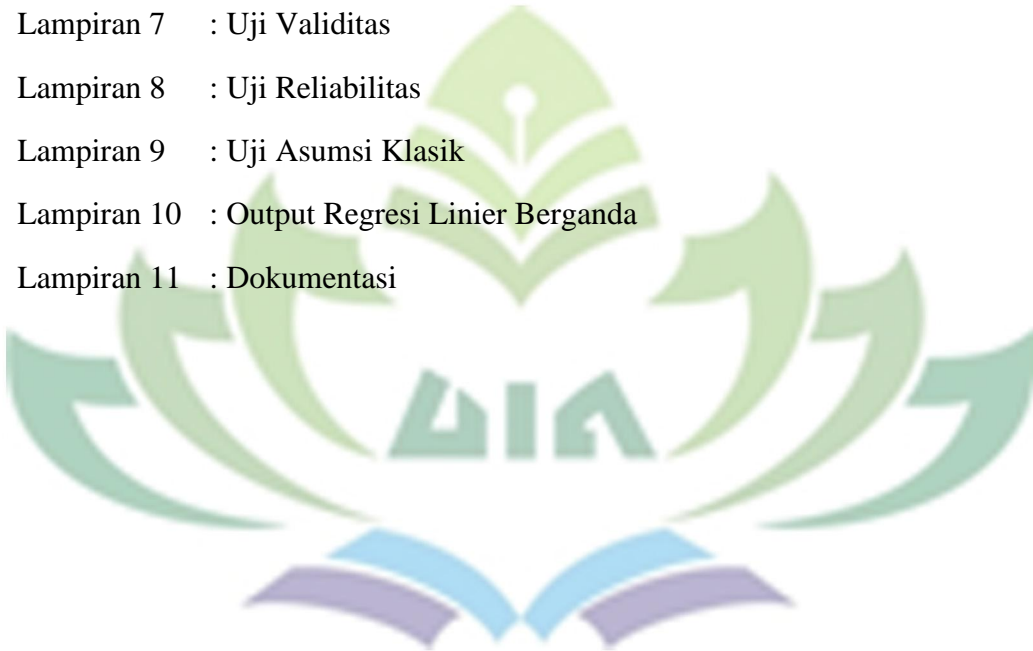 Lampiran 7 : Uji Validitas
Lampiran 8 : Uji Reliabilitas
Lampiran 9 : Uji Asumsi Klasik
Lampiran 10 : Output Regresi Linier Berganda
Lampiran 11 : Dokumentasi